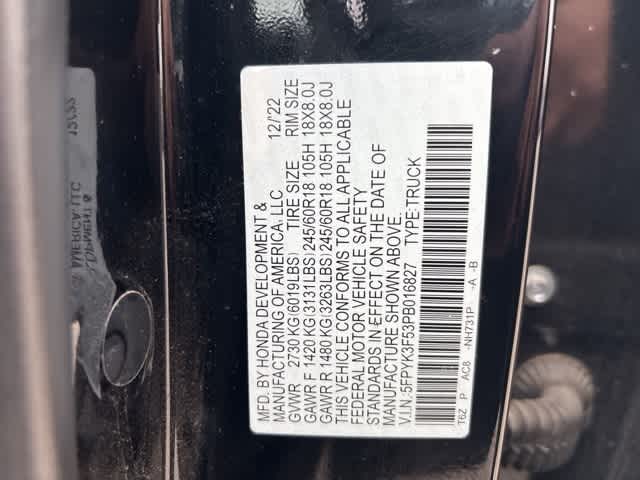 MFD. BY HONDA DEVELOPMENT &
MANUFACTURING OF AMERICA, LLC 12/'22
GVWR 2730 KG(6019LBS) TIRE SIZE RIM SIZE
GAWR F 1420 KG(3131LBS)245/60R18 105H 18X8.0J
GAWR R 1480 KG(3263LBS)245/60R18 105H 18X8.0J
THIS VEHICLE CONFORMS TO ALL APPLICABLE
FEDERAL MOTOR VEHICLE SAFETY
STANDARDS IN EFFECT ON THE DATE OF
MANUFACTURE SHOWN ABOVE.
V.I.N.:5FPYK3F53PB016827 TYPE:TRUCK
T6Z P AC8 -NH731P -A -B